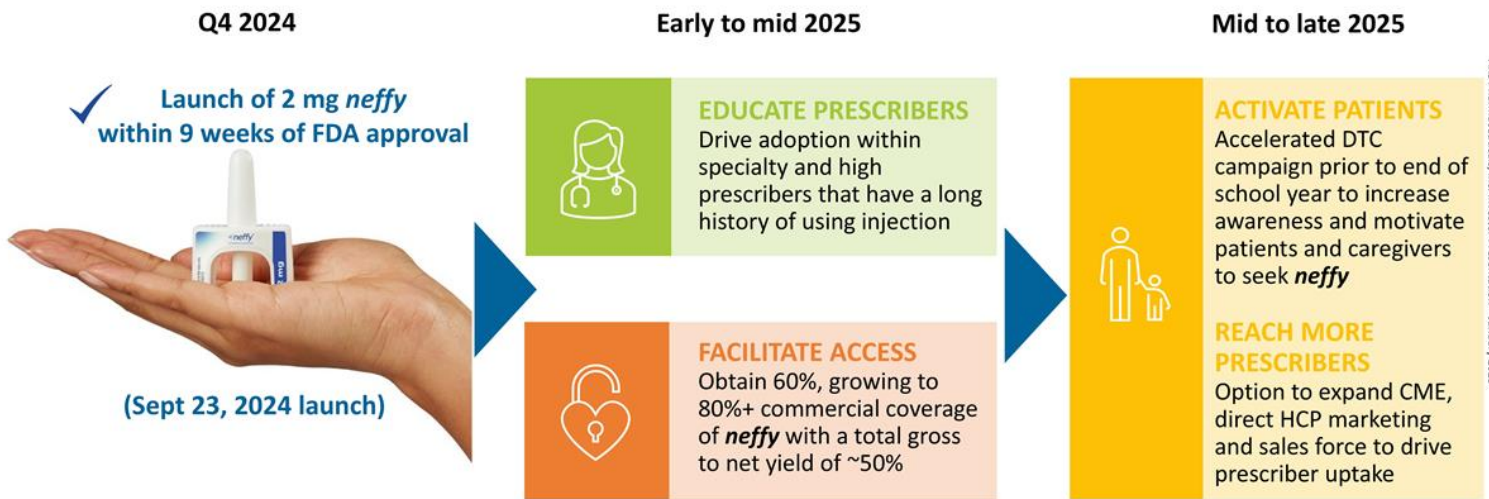 Q4 2024
Launch of 2 mg neffy
within 9 weeks of FDA approval
neffy
mg
(Sept 23, 2024 launch)
Early to mid 2025
EDUCATE PRESCRIBERS
Drive adoption within
specialty and high
prescribers that have a long
history of using injection
FACILITATE ACCESS
Obtain 60%, growing to
80%+ commercial coverage
of neffy with a total gross
to net yield of ~50%
Mid to late 2025
ACTIVATE PATIENTS
Accelerated DTC
campaign prior to end of
school year to increase
awareness and motivate
patients and caregivers
to seek neffy
REACH MORE
PRESCRIBERS
Option to expand CME,
direct HCP marketing
and sales force to drive
prescriber uptake